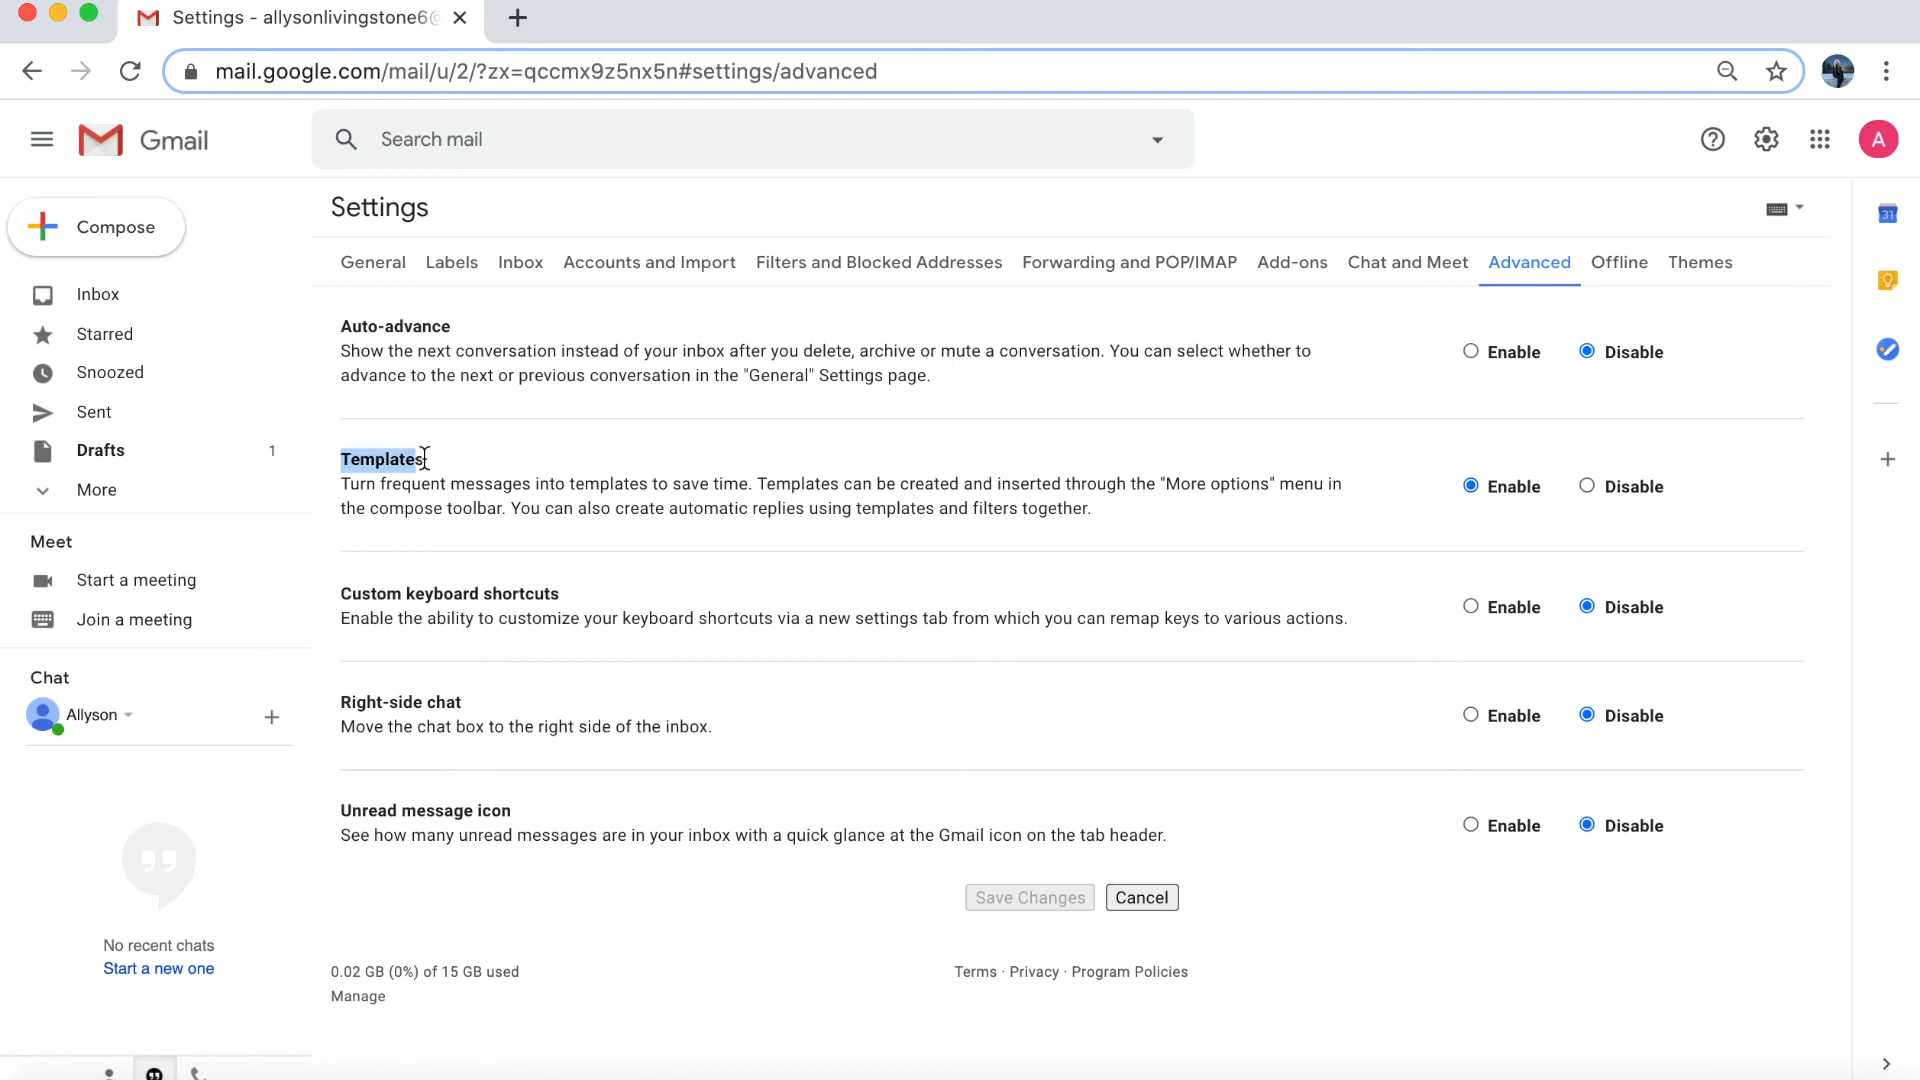 Settings - allysonlivingstone6@
mail.google.com/mail/u/2/?zx=qccmx9z5nx5n#settings/advanced
Gmail
Search mail
A
Compose
Inbox
Starred
Snoozed
Sent
Drafts 1
More
Meet
Start a meeting
Join a meeting
Chat
Allyson
No recent chats
Start a new one
Settings
General Labels Inbox Accounts and Import Filters and Blocked Addresses Forwarding and POP/IMAP Add-ons Chat and Meet Advanced Offline Themes
Auto-advance
Show the next conversation instead of your inbox after you delete, archive or mute a conversation. You can select whether to
advance to the next or previous conversation in the "General" Settings page.
Enable Disable
Templates
Turn frequent messages into templates to save time. Templates can be created and inserted through the "More options" menu in
the compose toolbar. You can also create automatic replies using templates and filters together.
Enable Disable
Custom keyboard shortcuts
Enable the ability to customize your keyboard shortcuts via a new settings tab from which you can remap keys to various actions.
Enable Disable
Right-side chat
Move the chat box to the right side of the inbox.
Enable Disable
Unread message icon
See how many unread messages are in your inbox with a quick glance at the Gmail icon on the tab header.
Enable Disable
Save Changes Cancel
0.02 GB (0%) of 15 GB used
Manage
Terms · Privacy · Program Policies
31